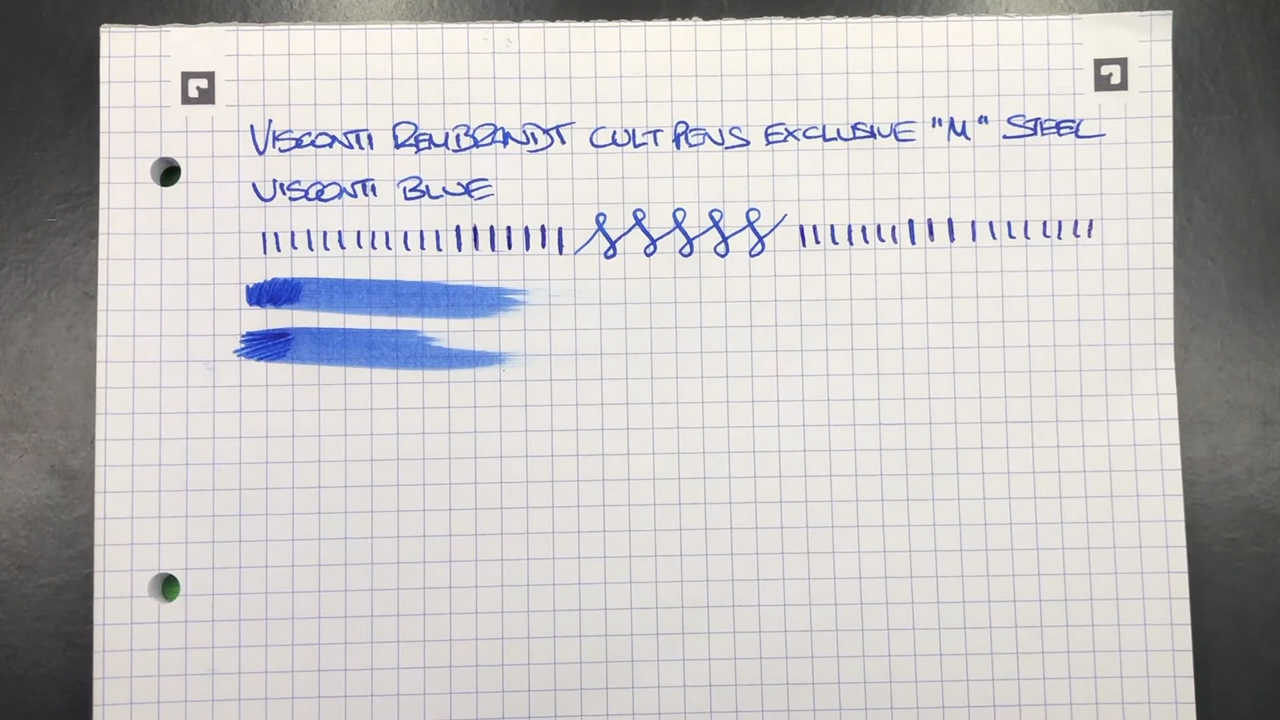 VISCONTI REMBRANDT CULT PENS EXCLUSIVE "M" STEEL
VISCONTI BLUE